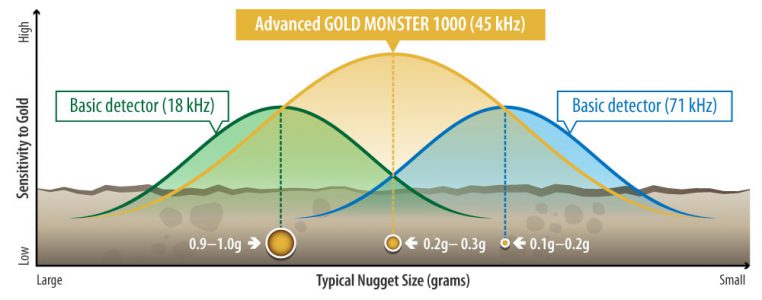 High
Advanced GOLD MONSTER 1000 (45 kHz)
Basic detector (18 kHz)
Basic detector (71 kHz)
Sensitivity to Gold
0.9–1.0g
0.2g–0.3g
0.1g–0.2g
Low
Large
Typical Nugget Size (grams)
Small